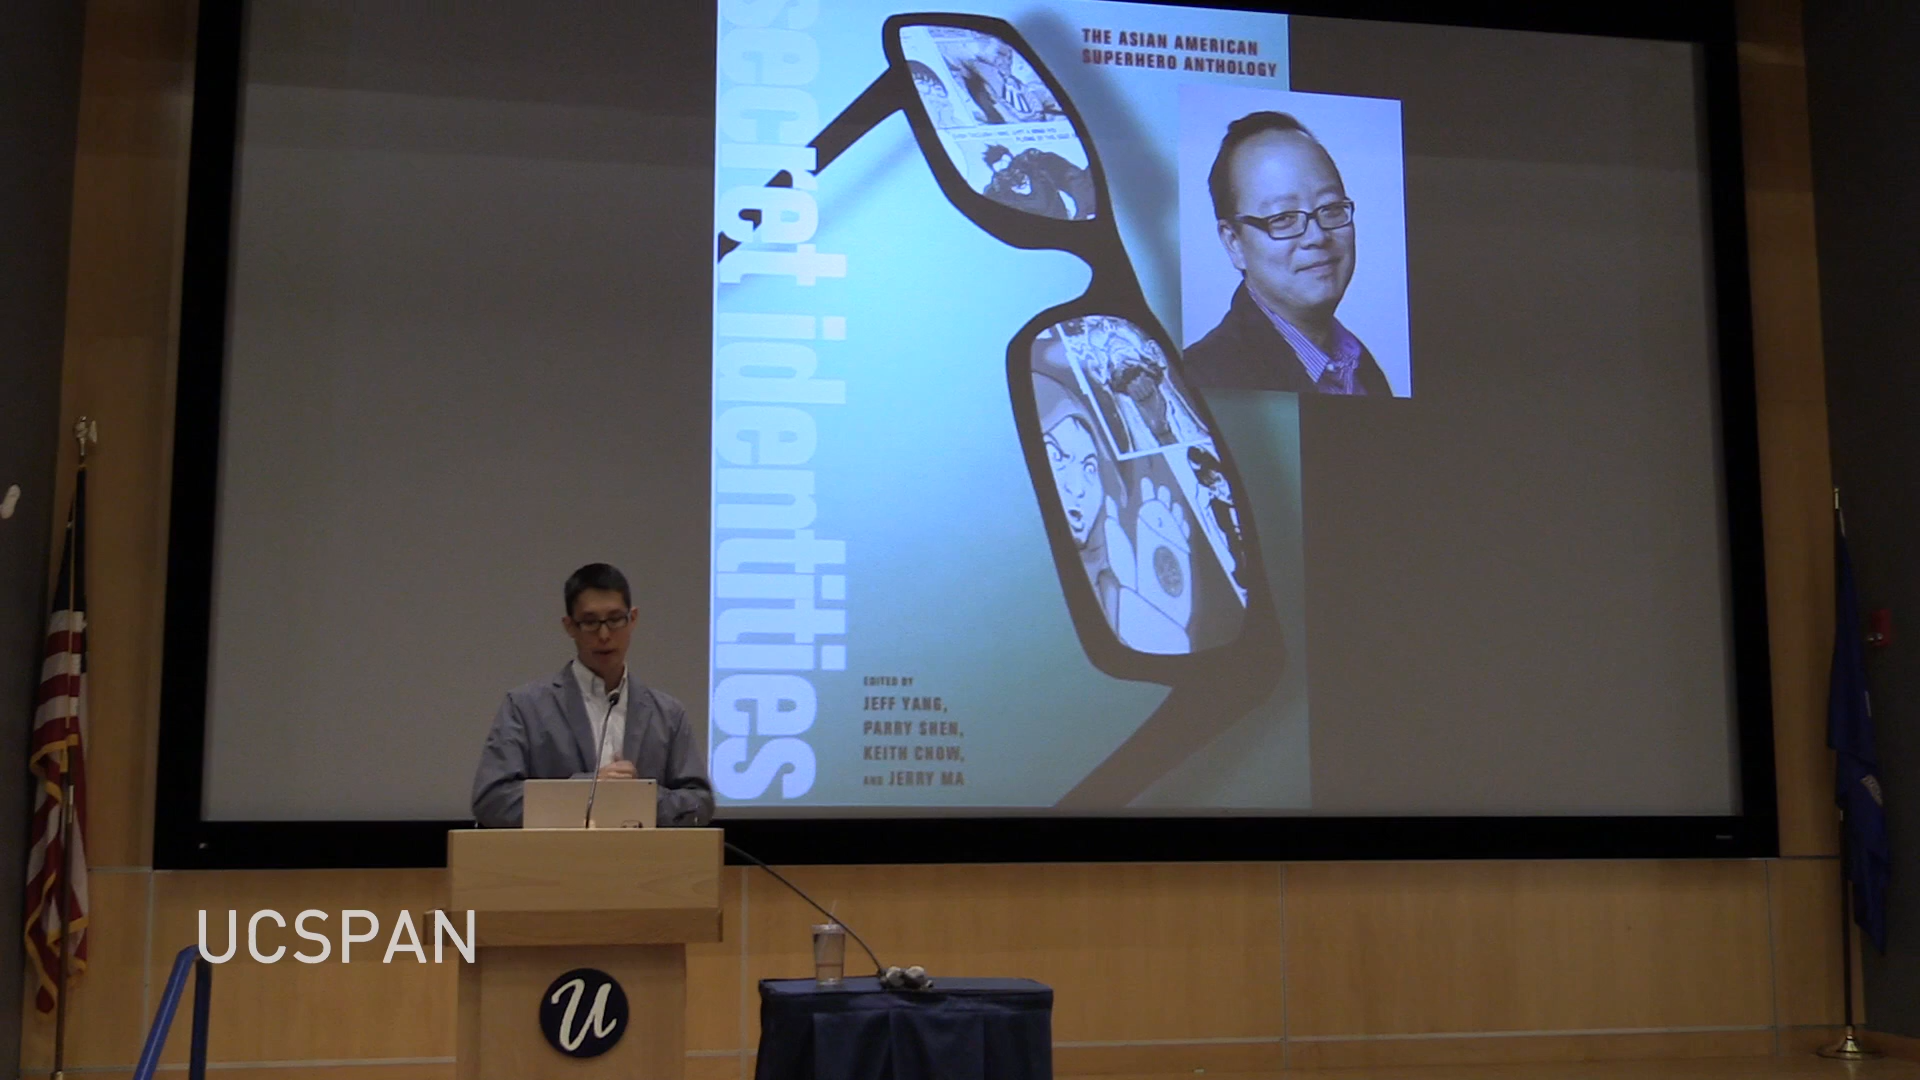 secret identities
THE ASIAN AMERICAN
SUPERHERO ANTHOLOGY
EDITED BY
JEFF YANG,
PARRY SHEN,
KEITH CHOW,
AND JERRY MA
UCSPAN
U